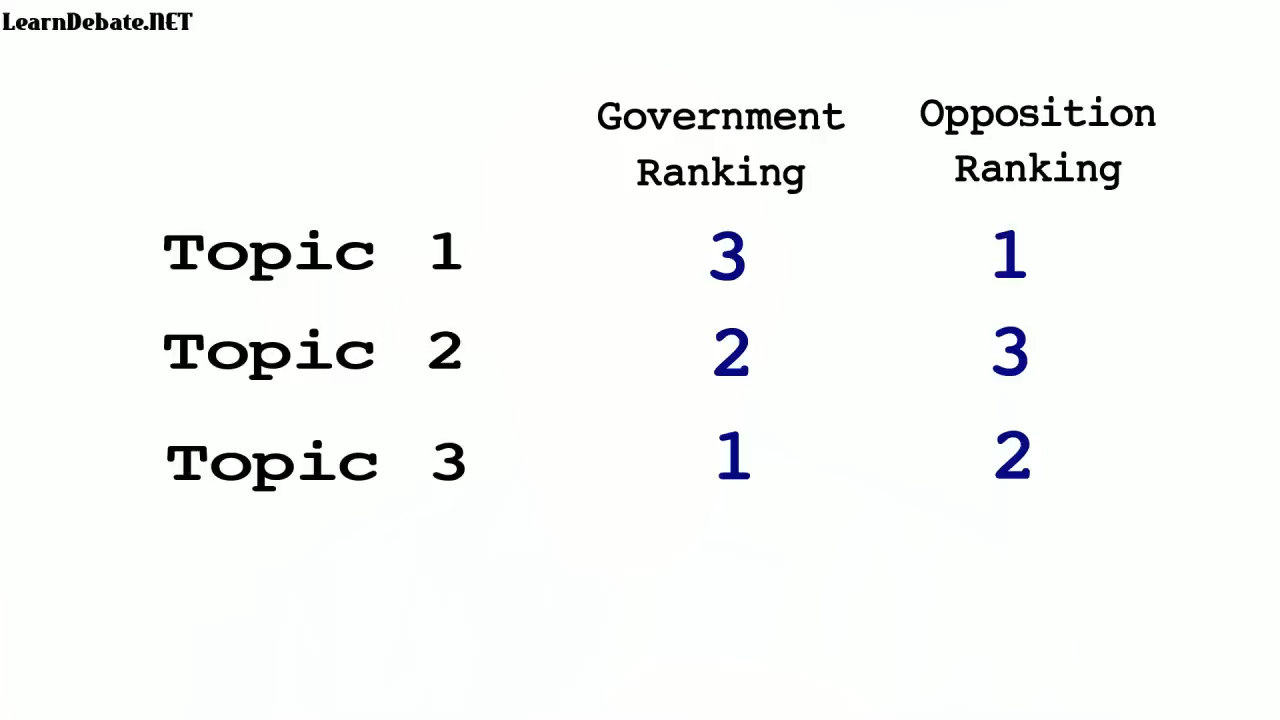 LearnDebate.NET
Government Ranking
Opposition Ranking
Topic 1 3 1
Topic 2 2 3
Topic 3 1 2